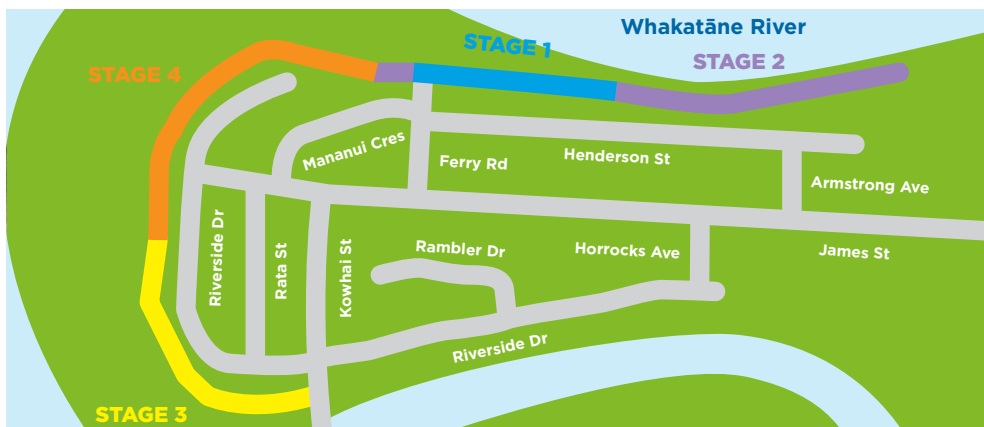 Whakatāne River
STAGE 1
STAGE 2
STAGE 4
Mananui Cres
Ferry Rd
Henderson St
Armstrong Ave
Riverside Dr
Rata St
Kowhai St
Rambler Dr
Horrocks Ave
James St
Riverside Dr
STAGE 3